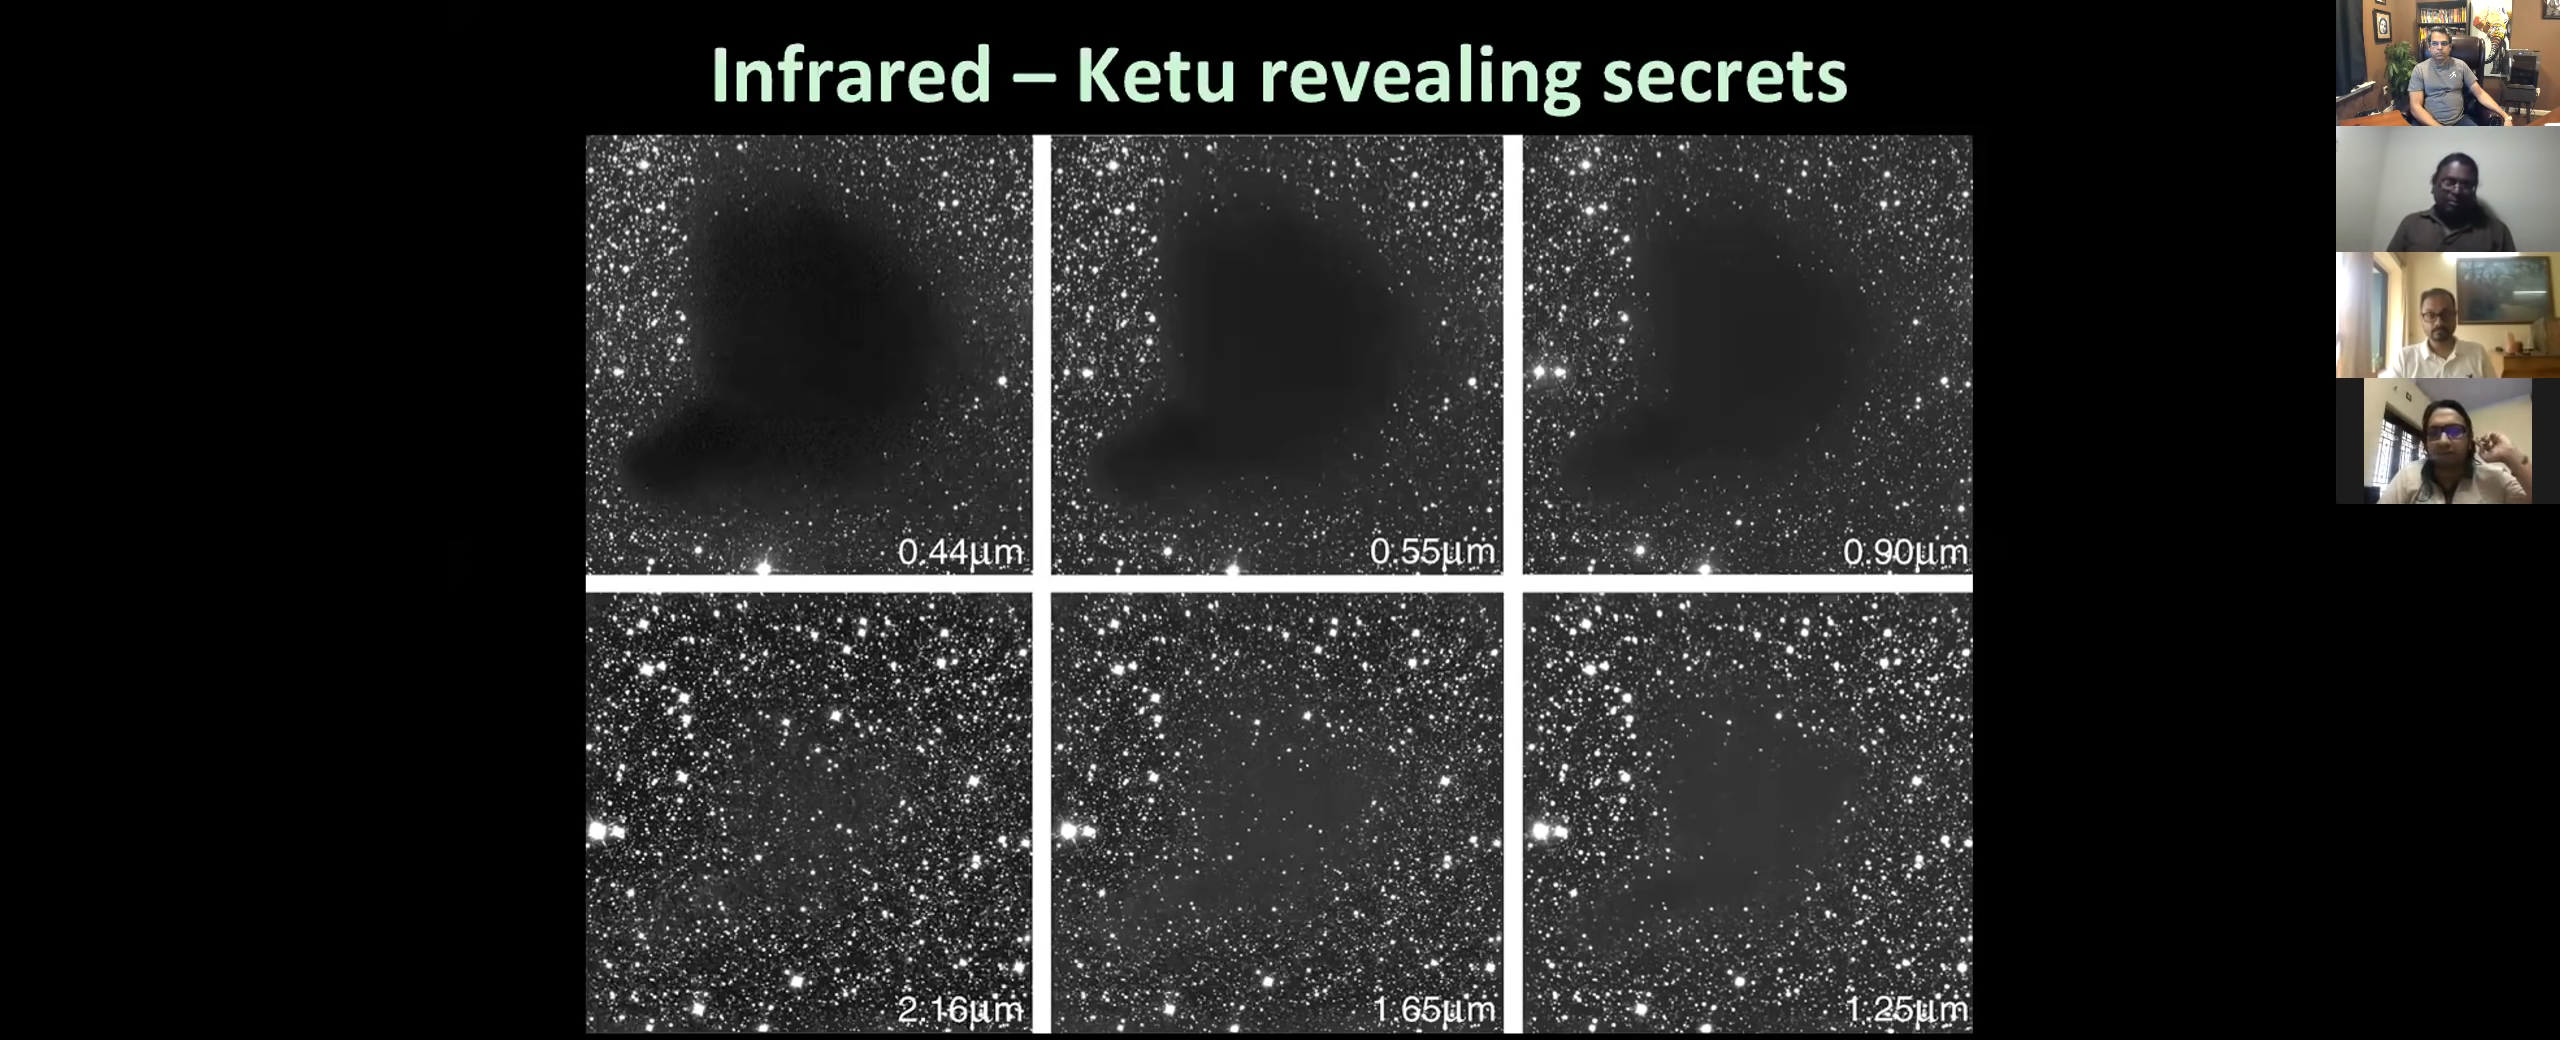 Infrared – Ketu revealing secrets
0.44µm
0.55µm
0.90µm
2.16µm
1.65µm
1.25µm